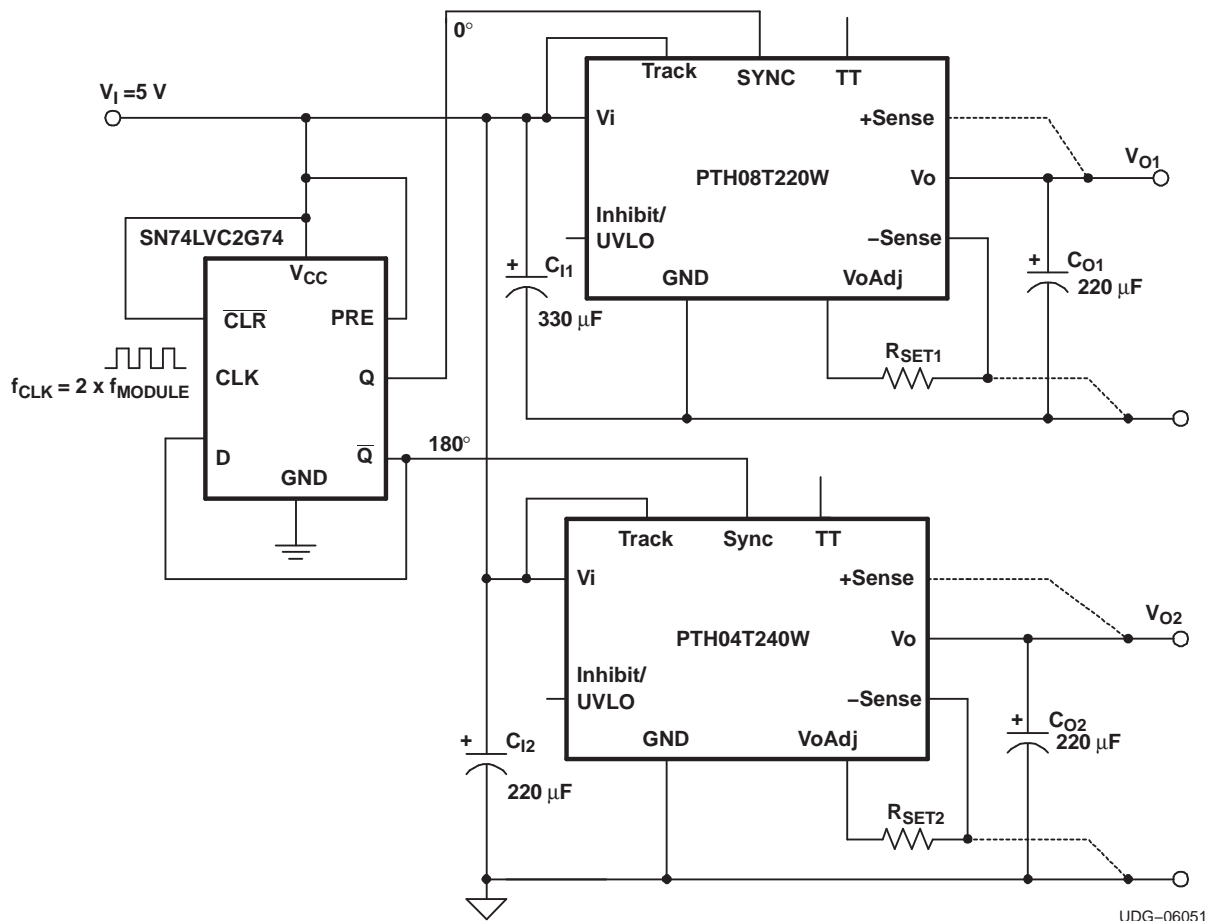 0°
Track
SYNC
TT
V_I =5 V
Vi
+Sense
V_O1
PTH08T220W
Vo
Inhibit/
UVLO
−Sense
SN74LVC2G74
V_CC
+
C_I1
330 μF
GND
VoAdj
+
C_O1
220 μF
CLR
PRE
R_SET1
f_CLK = 2 x f_MODULE
CLK
Q
D
Q
180°
GND
Track
Sync
TT
Vi
+Sense
V_O2
PTH04T240W
Vo
Inhibit/
UVLO
−Sense
+
C_I2
220 μF
GND
VoAdj
+
C_O2
220 μF
R_SET2
UDG−06051